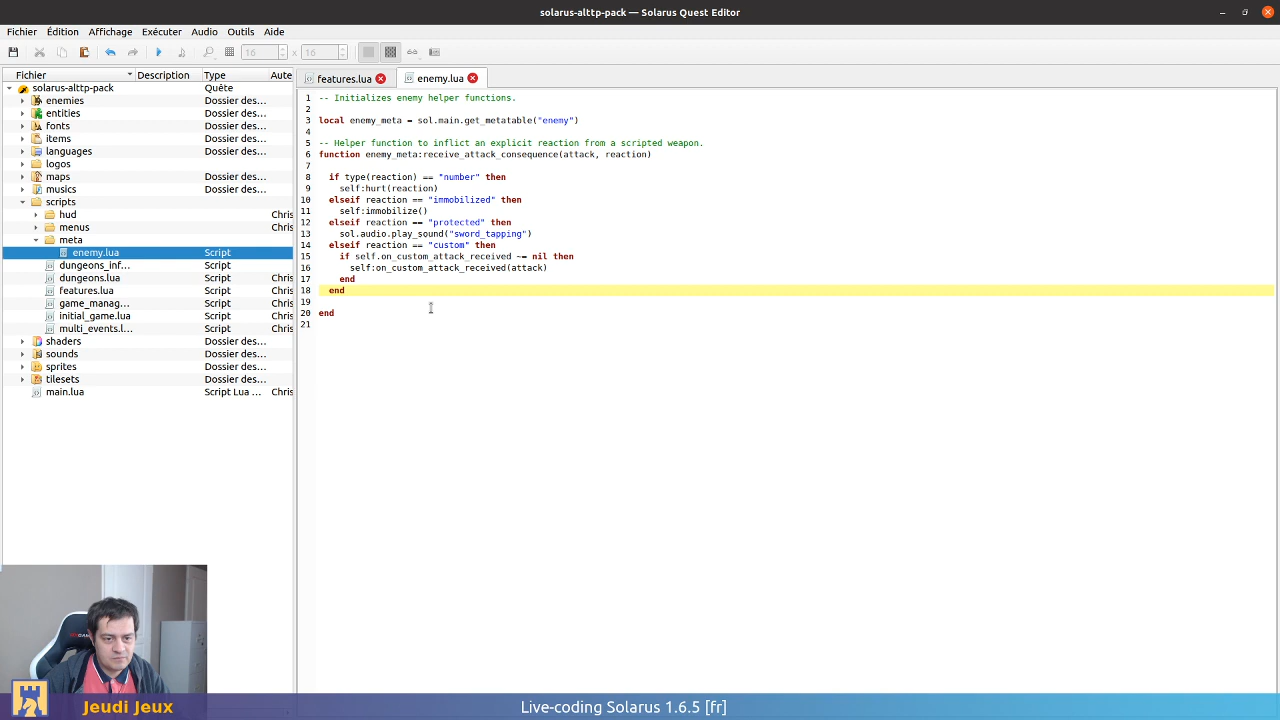 solarus-alttp-pack — Solarus Quest Editor
Fichier Édition Affichage Exécuter Audio Outils Aide
16 x 16
Fichier Description Type Aute
solarus-alttp-pack Quête
enemies Dossier des...
entities Dossier des...
fonts Dossier des...
items Dossier des...
languages Dossier des...
logos
maps Dossier des...
musics Dossier des...
scripts
hud Chris
menus Chris
meta
enemy.lua Script
dungeons_inf... Script
dungeons.lua Script Chris
features.lua Script Chris
game_manag... Script Chris
initial_game.lua Script Chris
multi_events.l... Script Chris
shaders Dossier des...
sounds Dossier des...
sprites Dossier des...
tilesets Dossier des...
main.lua Script Lua ... Chris
features.lua enemy.lua
1 -- Initializes enemy helper functions.
2
3 local enemy_meta = sol.main.get_metatable("enemy")
4
5 -- Helper function to inflict an explicit reaction from a scripted weapon.
6 function enemy_meta:receive_attack_consequence(attack, reaction)
7
8 if type(reaction) == "number" then
9 self:hurt(reaction)
10 elseif reaction == "immobilized" then
11 self:immobilize()
12 elseif reaction == "protected" then
13 sol.audio.play_sound("sword_tapping")
14 elseif reaction == "custom" then
15 if self.on_custom_attack_received ~= nil then
16 self:on_custom_attack_received(attack)
17 end
18 end
19
20 end
21
Jeudi Jeux
Live-coding Solarus 1.6.5 [fr]